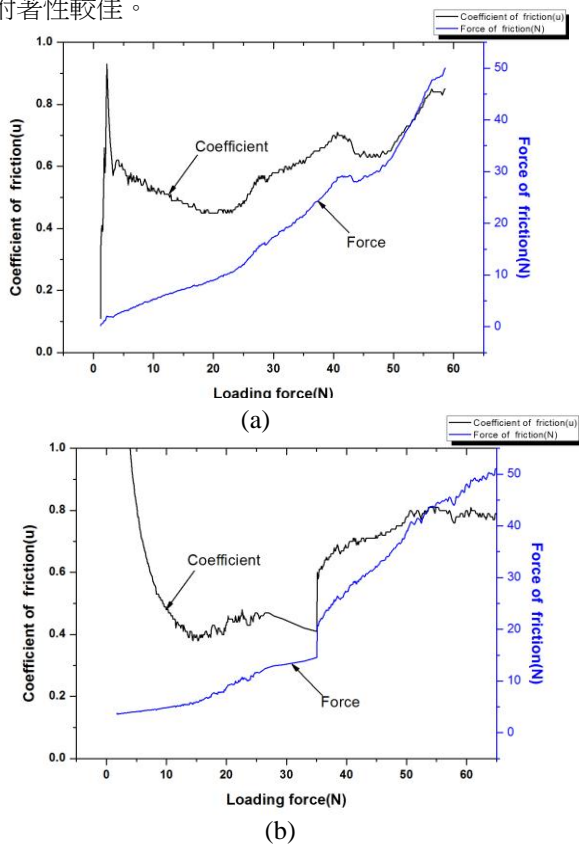 附著性較佳。
Coefficient of friction(u)
Force of friction(N)
1.0
0.8
0.6
0.4
0.2
0.0
Coefficient of friction(u)
Coefficient
Force
50
40
30
20
10
0
Force of friction(N)
0 10 20 30 40 50 60
Loading force(N)
(a)
Coefficient of friction(u)
Force of friction(N)
1.0
0.8
0.6
0.4
0.2
0.0
Coefficient of friction(u)
Coefficient
Force
50
40
30
20
10
0
Force of friction(N)
0 10 20 30 40 50 60
Loading force(N)
(b)